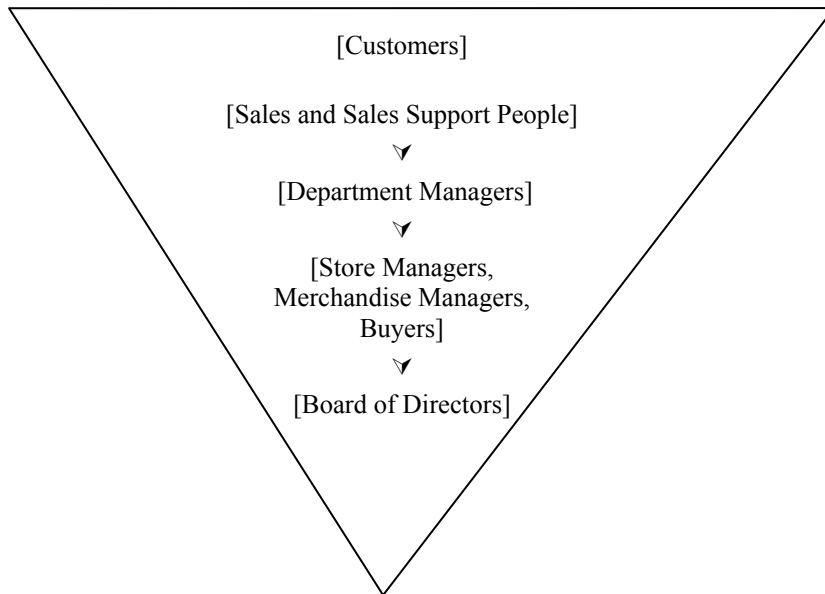 [Customers]
[Sales and Sales Support People]
[Department Managers]
[Store Managers,
Merchandise Managers,
Buyers]
[Board of Directors]